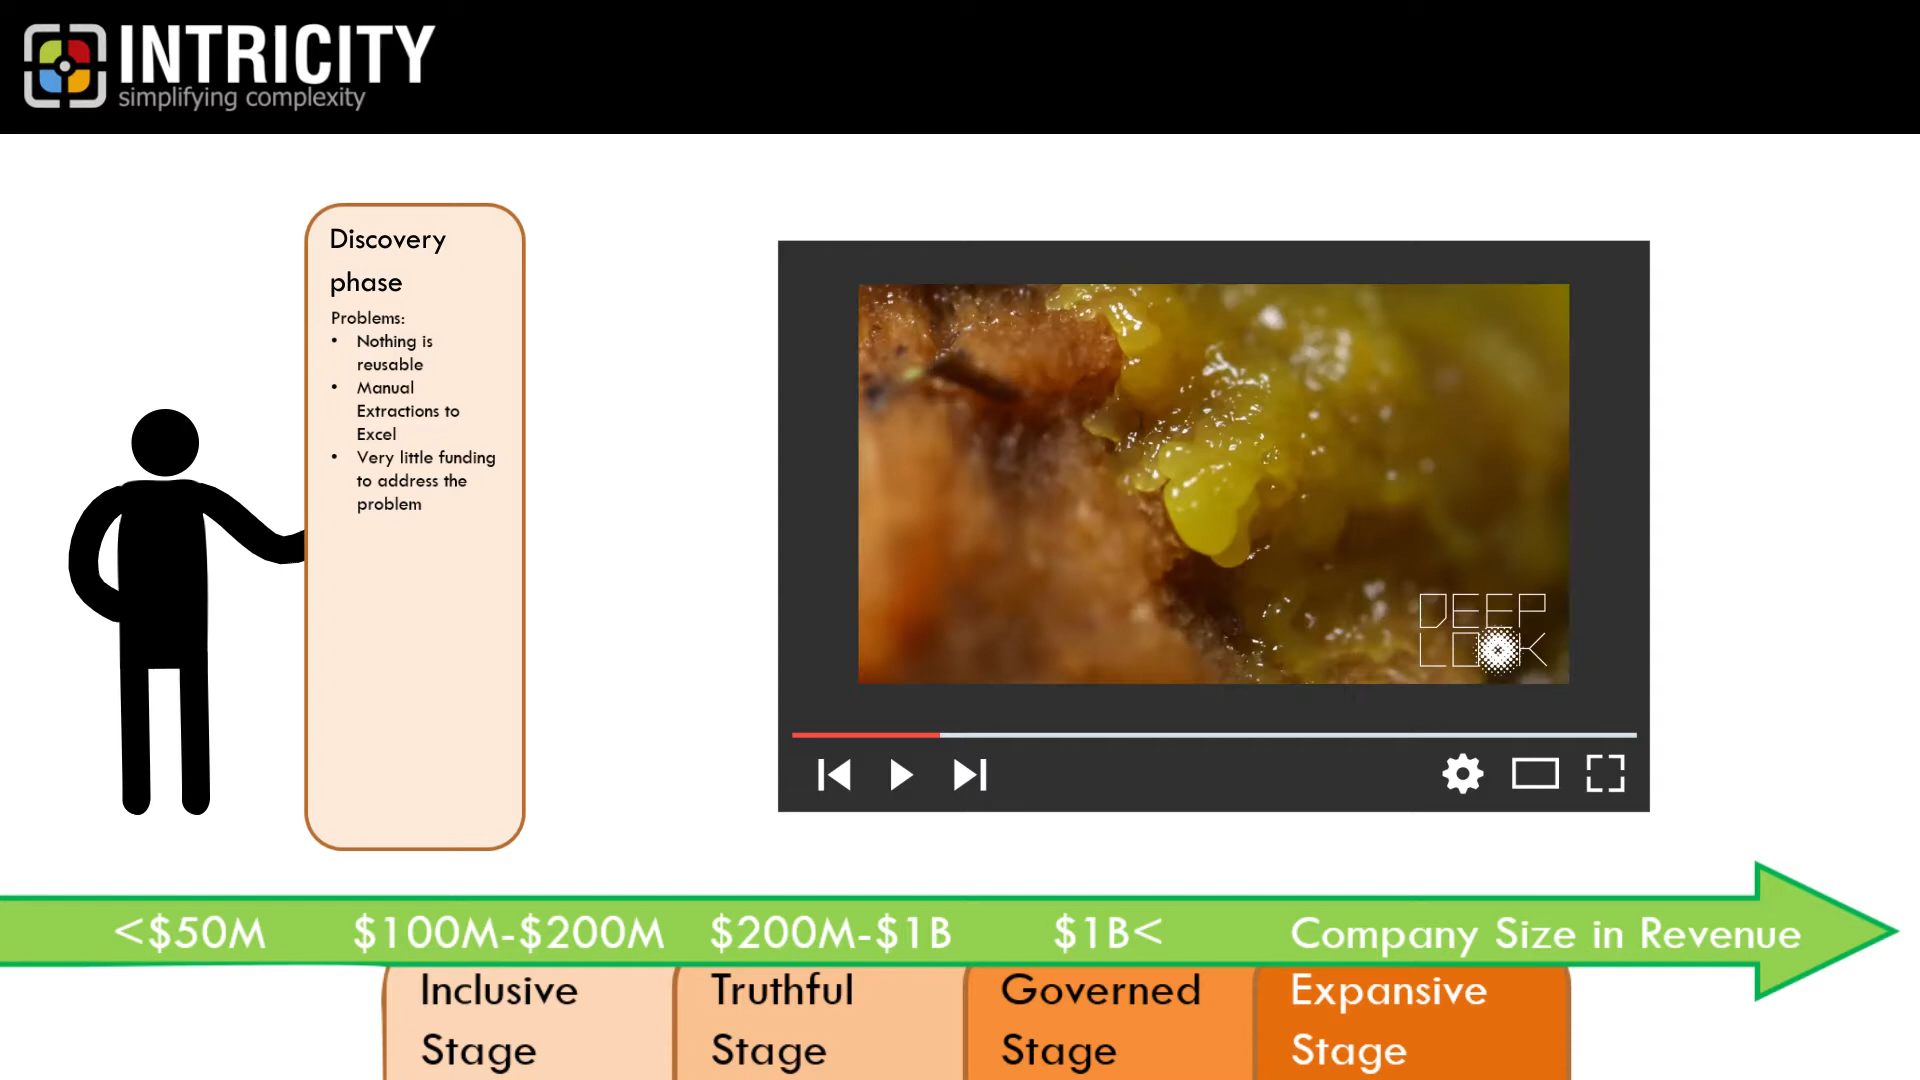 INTRICITY
simplifying complexity
Discovery
phase
Problems:
• Nothing is
reusable
• Manual
Extractions to
Excel
• Very little funding
to address the
problem
DEEP
LOOK
<$50M $100M-$200M $200M-$1B $1B< Company Size in Revenue
Inclusive
Stage
Truthful
Stage
Governed
Stage
Expansive
Stage